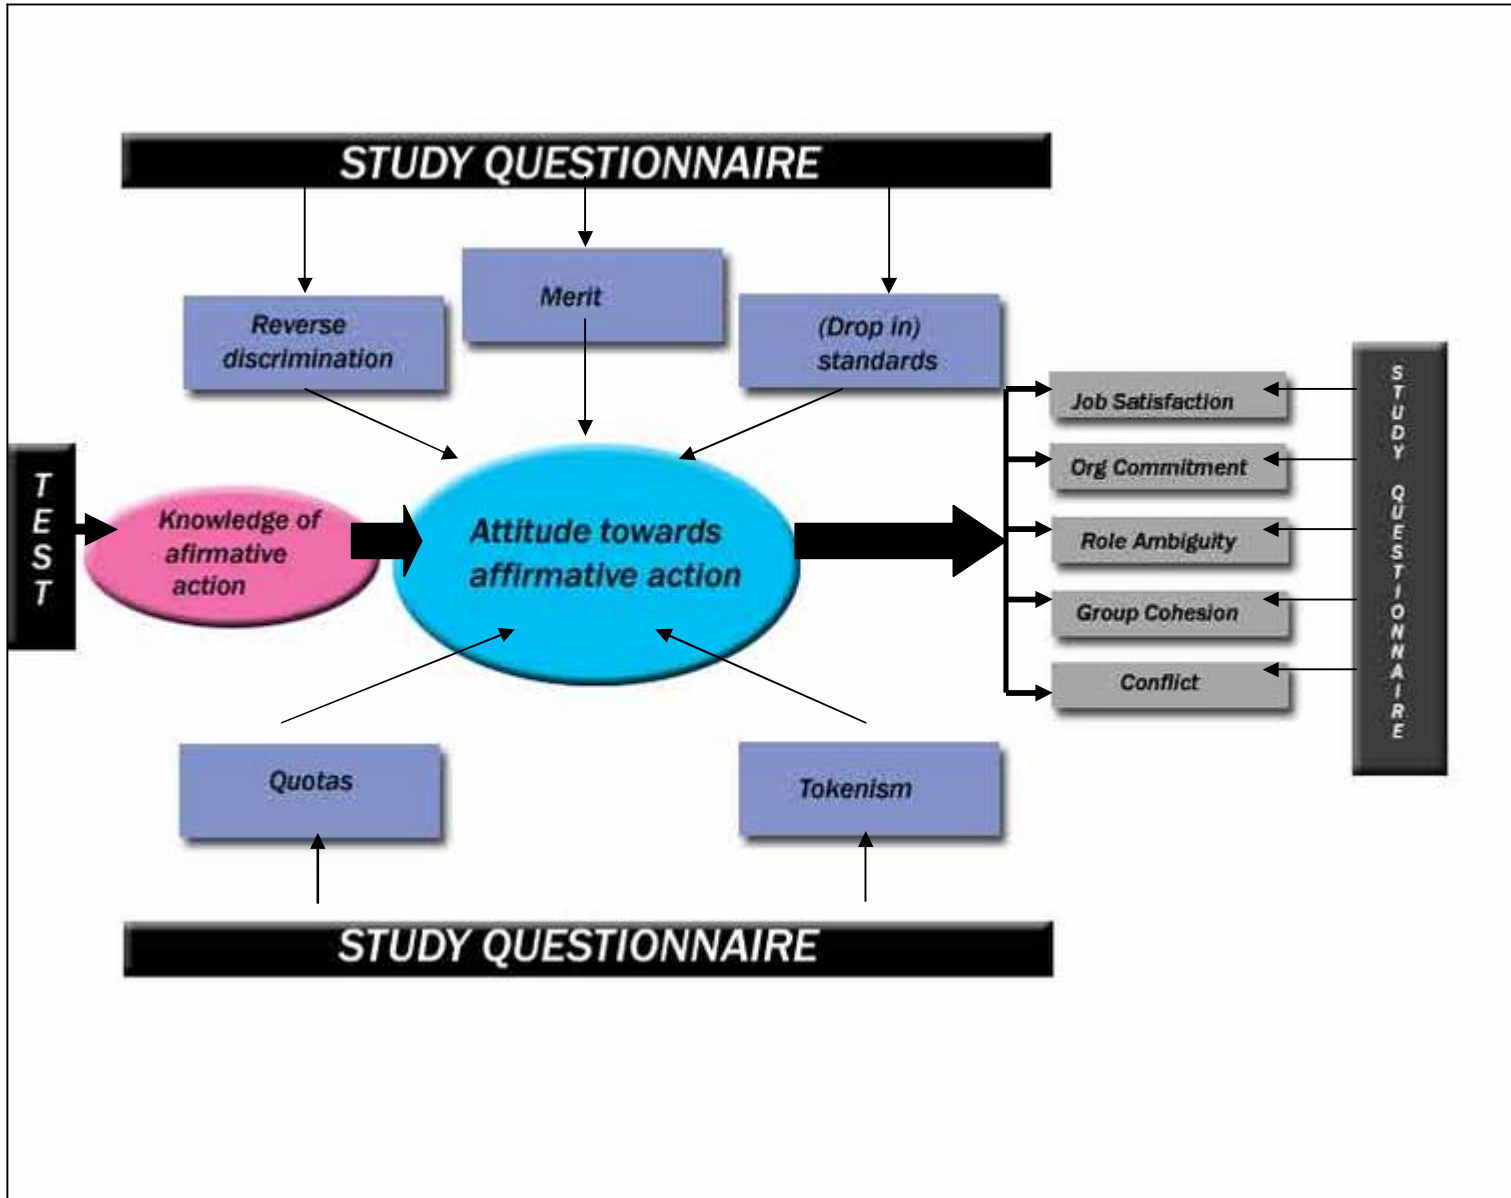 STUDY QUESTIONNAIRE
Merit
Reverse
discrimination
(Drop in)
standards
Job Satisfaction
Org Commitment
Role Ambiguity
Group Cohesion
Conflict
STUDY QUESTIONNAIRE
TEST
Knowledge of
afirmative
action
Attitude towards
affirmative action
Quotas
Tokenism
STUDY QUESTIONNAIRE